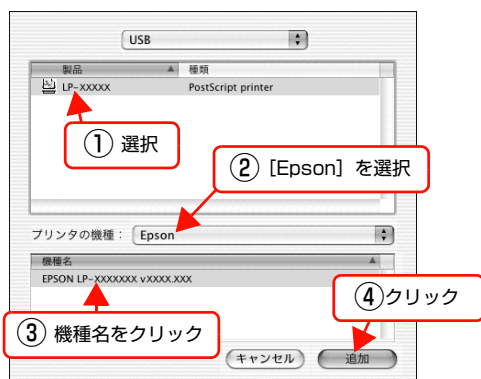 USB
製品 種類
LP-XXXXX PostScript printer
① 選択
② [Epson] を選択
プリンタの機種： Epson
機種名
EPSON LP-XXXXXXX vXXXX.XXX
④クリック
③ 機種名をクリック
キャンセル 追加